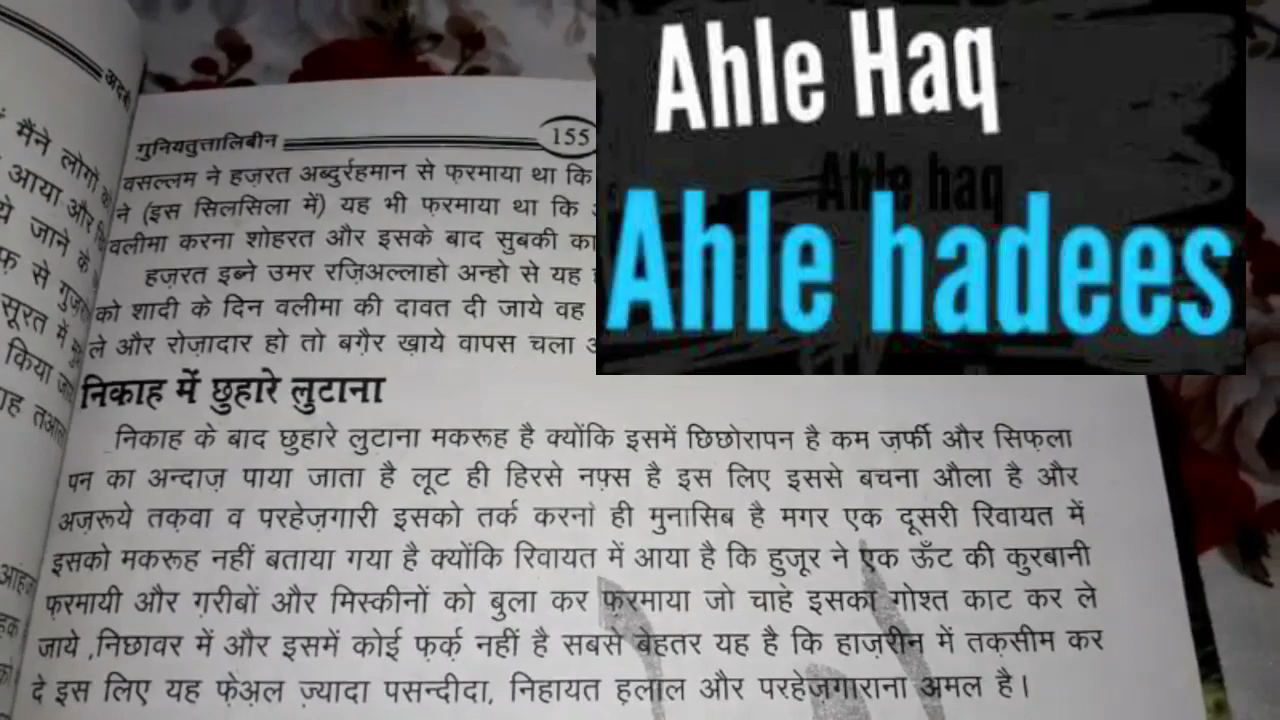 Ahle Haq
Ahle haq
Ahle hadees
अदबी
मैंने लोगों
आया और
ये जाने के
से गुज़र
सूरत में
किया जा
गुनियतुत्तालिबीन 155
वसल्लम ने हज़रत अब्दुर्रहमान से फ़रमाया था कि
ने (इस सिलसिला में) यह भी फ़रमाया था कि
वलीमा करना शोहरत और इसके बाद सुबकी का
हज़रत इब्ने उमर रज़िअल्लाहो अन्हो से यह
को शादी के दिन वलीमा की दावत दी जाये वह
ले और रोज़ादार हो तो बग़ैर ख़ाये वापस चला
निकाह में छुहारे लुटाना
निकाह के बाद छुहारे लुटाना मकरूह है क्योंकि इसमें छिछोरापन है कम ज़र्फी और सिफ़ला
पन का अन्दाज़ पाया जाता है लूट ही हिरसे नफ़्स है इस लिए इससे बचना औला है और
अज़रूये तक़वा व परहेज़गारी इसको तर्क करना ही मुनासिब है मगर एक दूसरी रिवायत में
इसको मकरूह नहीं बताया गया है क्योंकि रिवायत में आया है कि हुजूर ने एक ऊँट की कुरबानी
फ़रमायी और ग़रीबों और मिस्कीनों को बुला कर फ़रमाया जो चाहे इसका गोश्त काट कर ले
जाये ,निछावर में और इसमें कोई फ़र्क़ नहीं है सबसे बेहतर यह है कि हाज़रीन में तक़सीम कर
दे इस लिए यह फ़ेअल ज़्यादा पसन्दीदा, निहायत ह़लाल और परहेजगाराना अमल है।